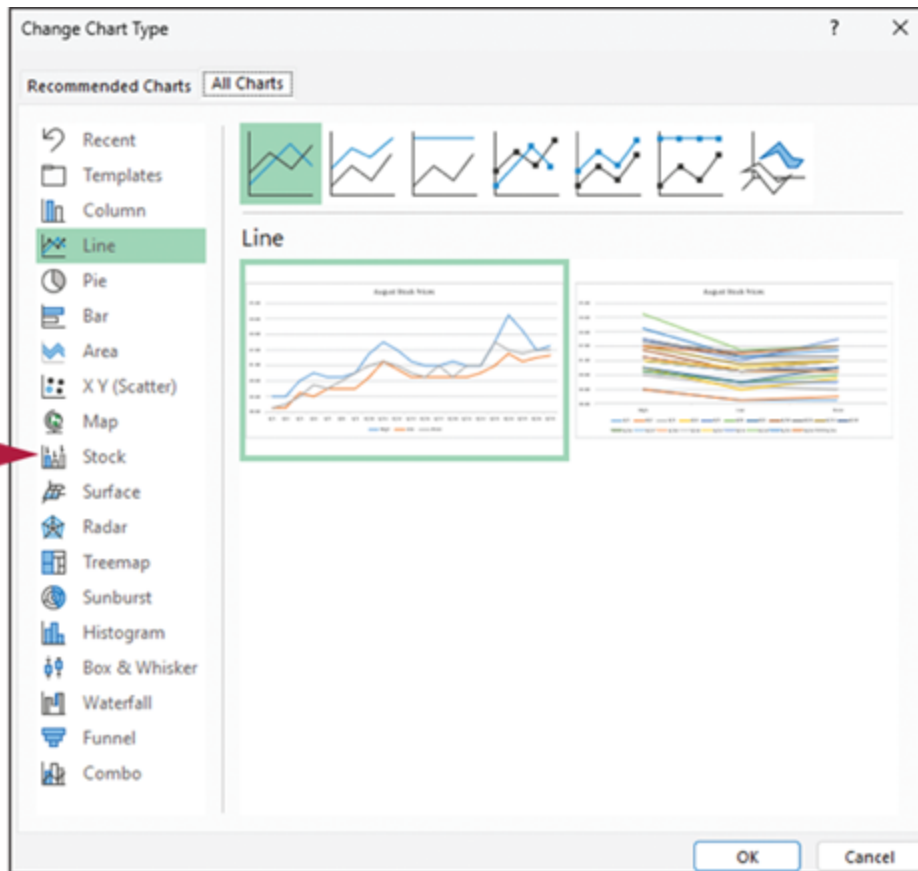 Change Chart Type
?
Recommended Charts
All Charts
Recent
Templates
Column
Line
Pie
Bar
Area
X Y (Scatter)
Map
Stock
Surface
Radar
Treemap
Sunburst
Histogram
Box & Whisker
Waterfall
Funnel
Combo
Line
August Stock Prices
August Stock Prices
OK
Cancel